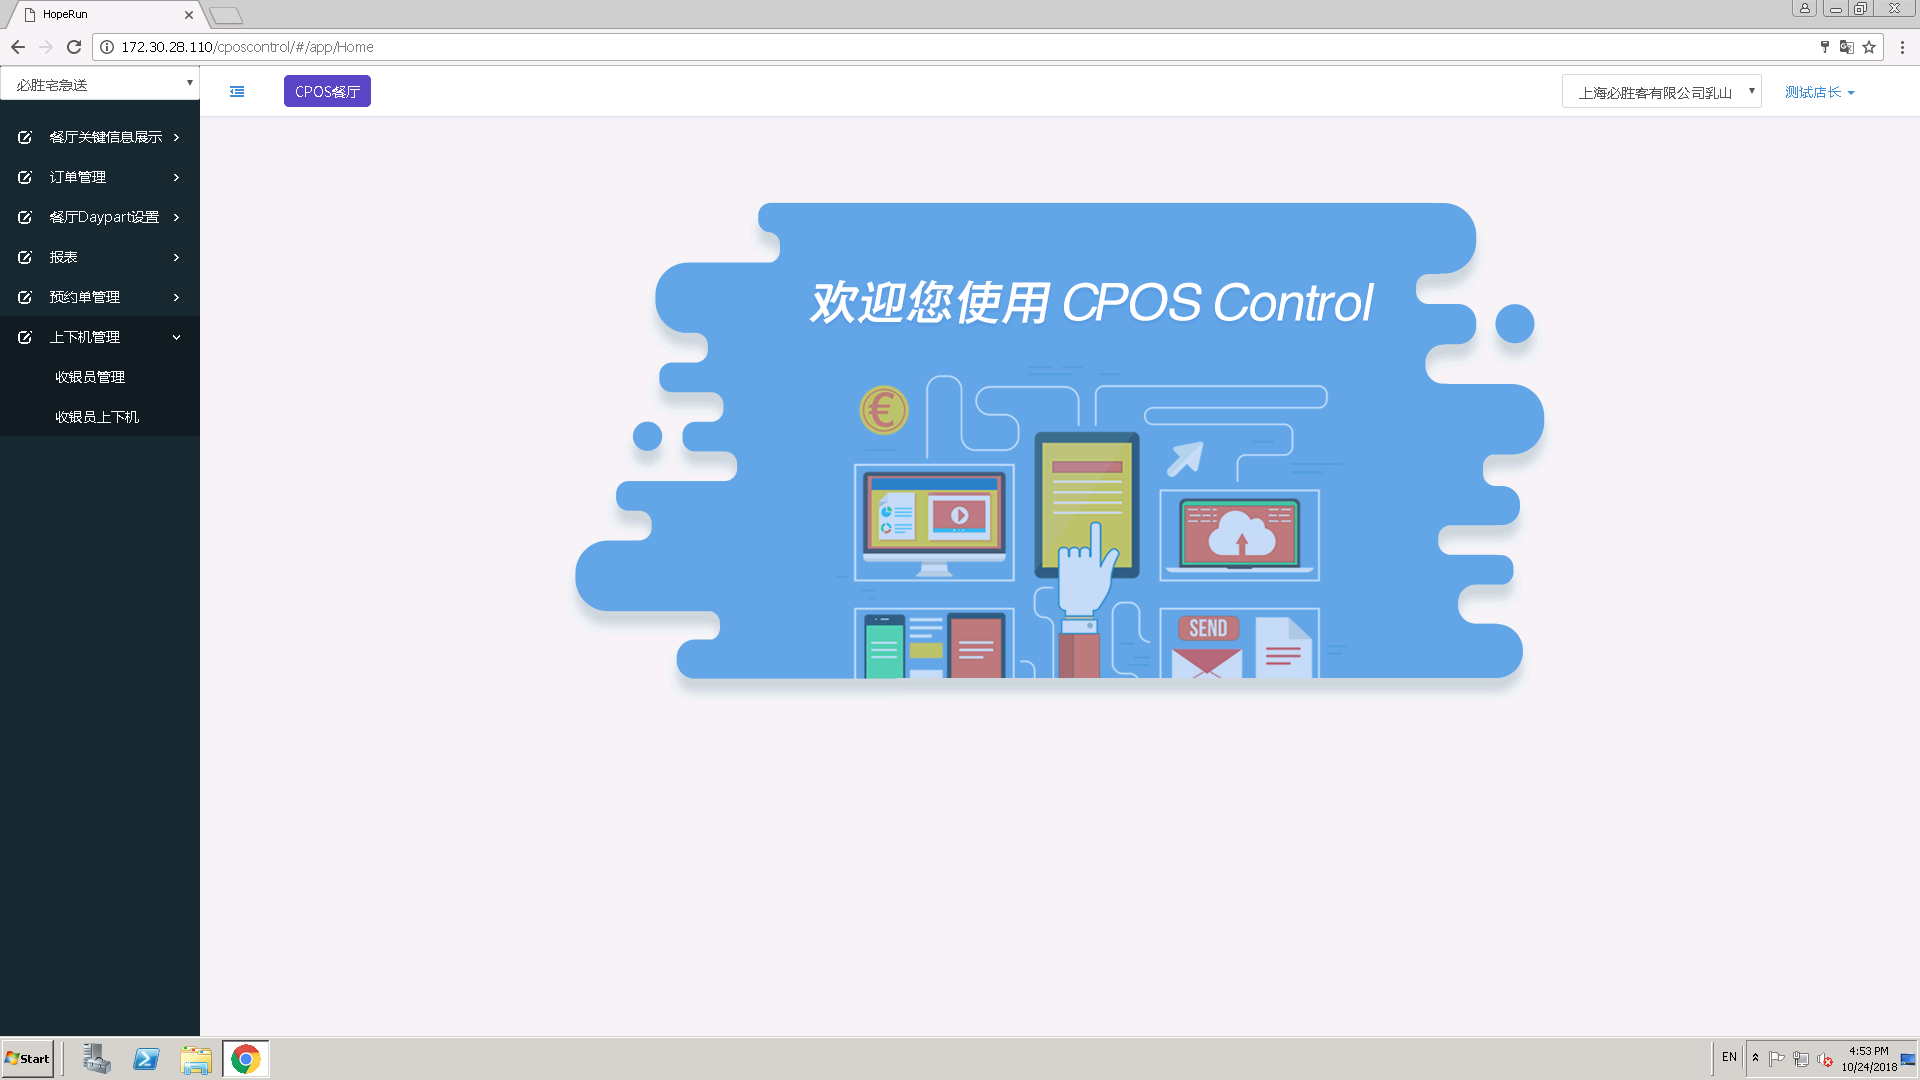 HopeRun
172.30.28.110/cposcontrol/#/app/Home
必胜宅急送
CPOS餐厅
上海必胜客有限公司乳山
测试店长
餐厅关键信息展示
订单管理
餐厅Daypart设置
报表
预约单管理
上下机管理
收银员管理
收银员上下机
欢迎您使用 CPOS Control
€
SEND
Start
EN
4:53 PM
10/24/2018